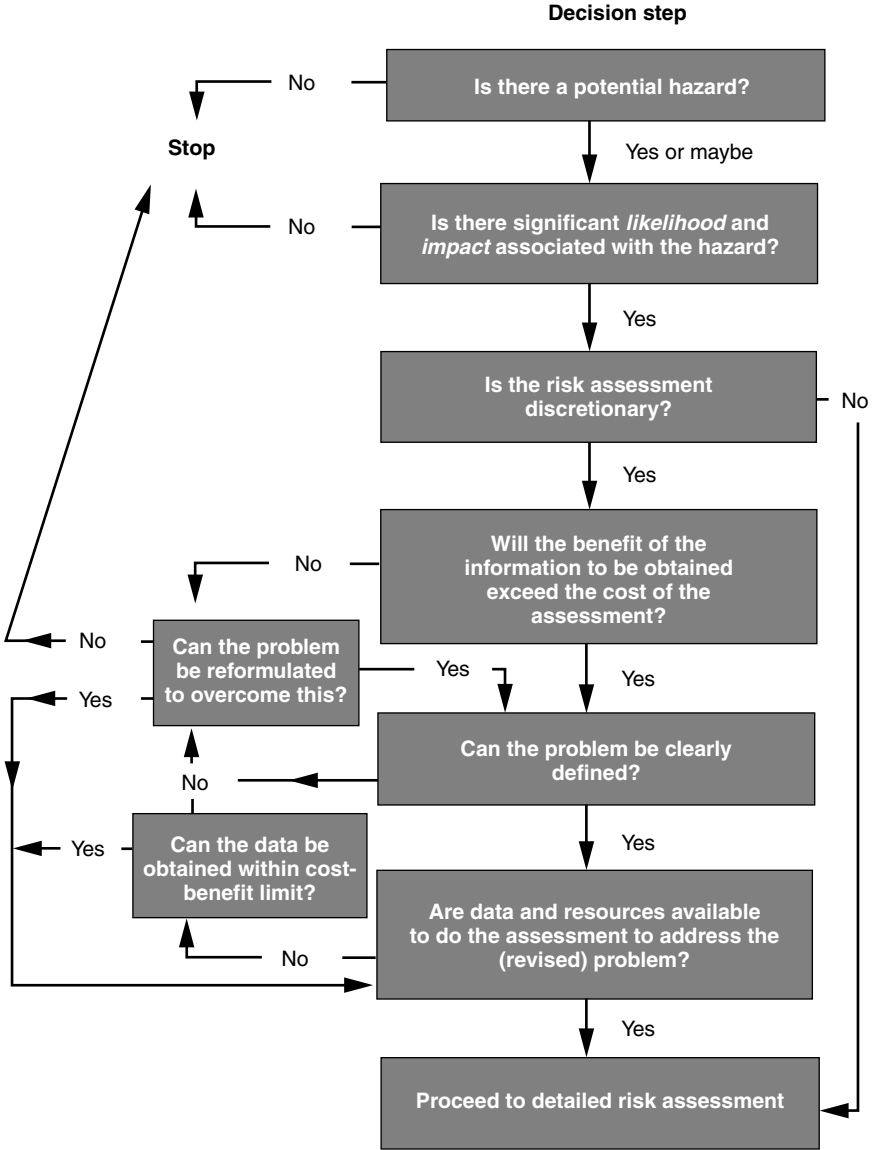 Decision step
Is there a potential hazard?
No
Stop
Yes or maybe
Is there significant likelihood and
impact associated with the hazard?
No
Yes
Is the risk assessment
discretionary?
No
Yes
Will the benefit of the
information to be obtained
exceed the cost of the
assessment?
No
Can the problem
be reformulated
to overcome this?
No
Yes
Yes
Yes
Can the problem be clearly
defined?
No
Yes
Can the data be
obtained within cost-
benefit limit?
Yes
Are data and resources available
to do the assessment to address the
(revised) problem?
No
Yes
Proceed to detailed risk assessment